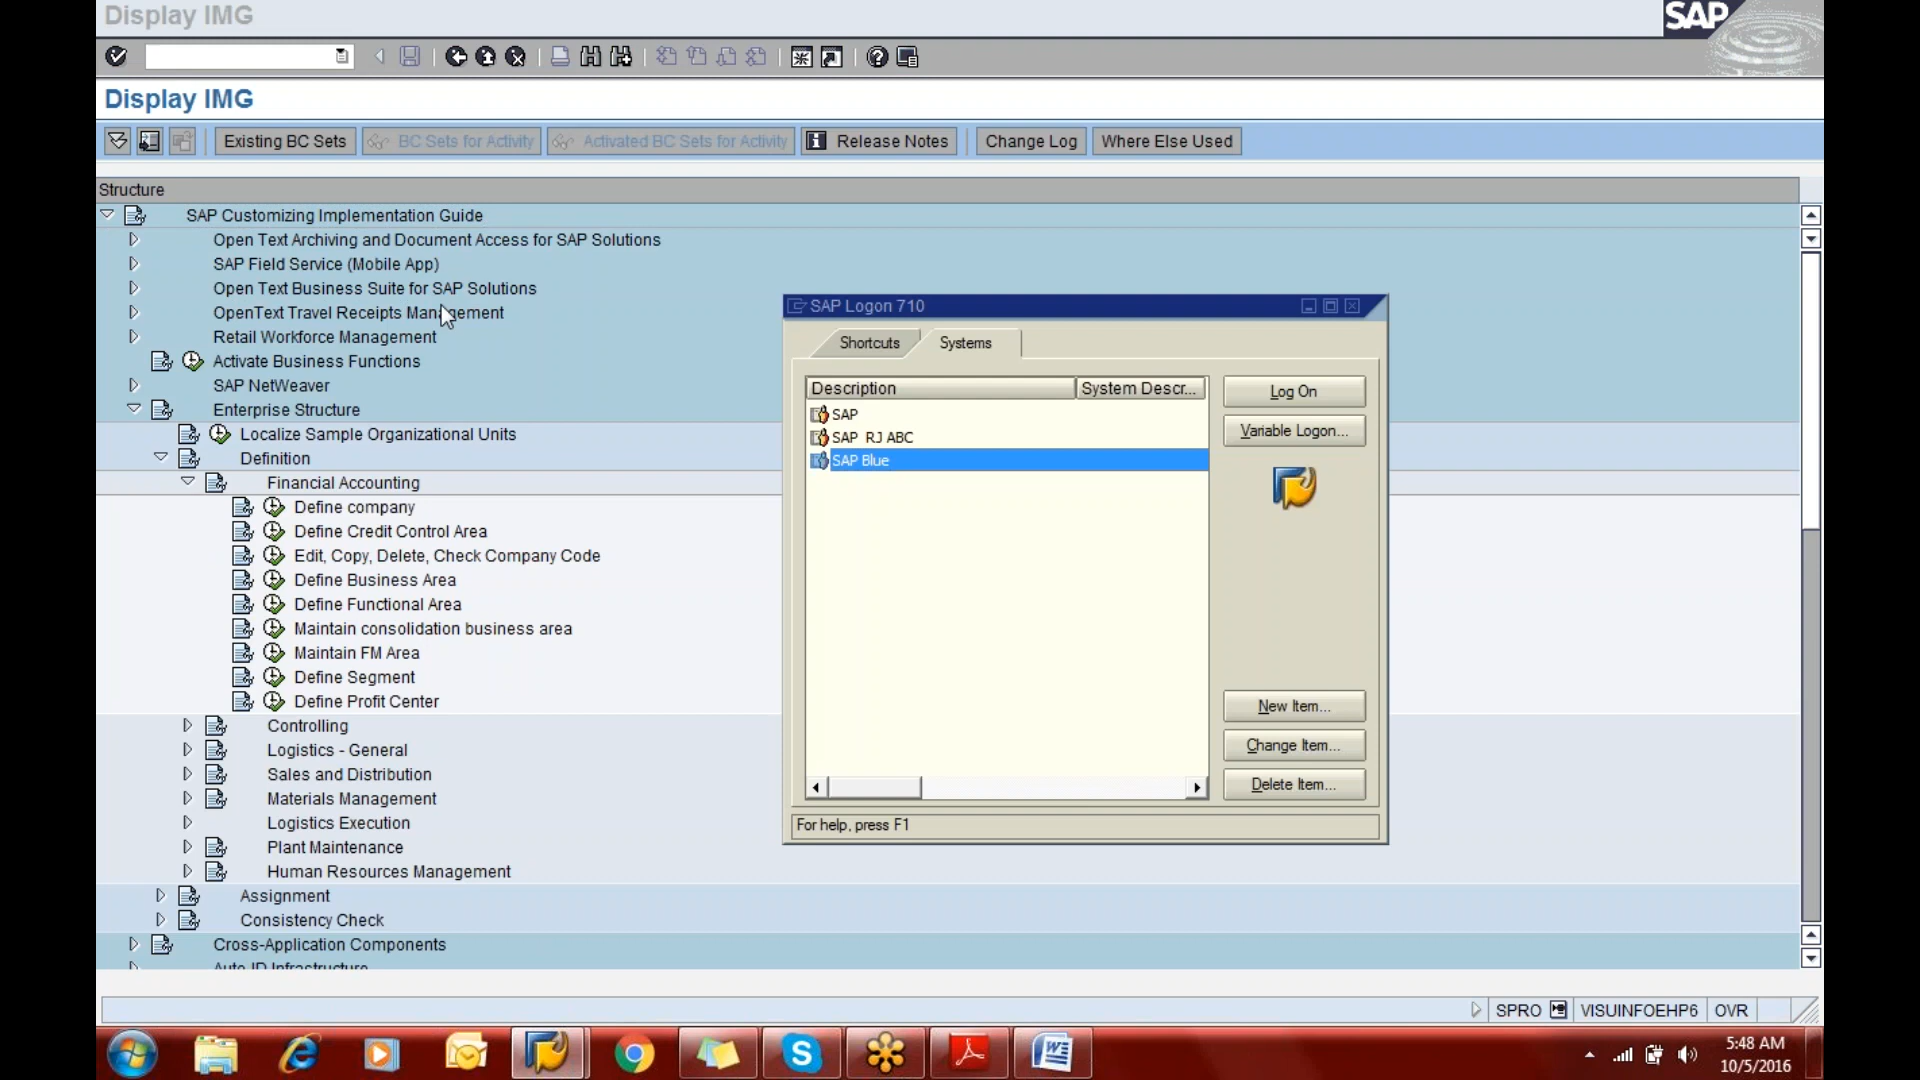 Display IMG
SAP
Display IMG
Existing BC Sets
BC Sets for Activity
Activated BC Sets for Activity
Release Notes
Change Log
Where Else Used
Structure
SAP Customizing Implementation Guide
Open Text Archiving and Document Access for SAP Solutions
SAP Field Service (Mobile App)
Open Text Business Suite for SAP Solutions
OpenText Travel Receipts Management
Retail Workforce Management
Activate Business Functions
SAP NetWeaver
Enterprise Structure
Localize Sample Organizational Units
Definition
Financial Accounting
Define company
Define Credit Control Area
Edit, Copy, Delete, Check Company Code
Define Business Area
Define Functional Area
Maintain consolidation business area
Maintain FM Area
Define Segment
Define Profit Center
Controlling
Logistics - General
Sales and Distribution
Materials Management
Logistics Execution
Plant Maintenance
Human Resources Management
Assignment
Consistency Check
Cross-Application Components
Auto-ID Infrastructure
SAP Logon 710
Shortcuts
Systems
Description
System Descr...
SAP
SAP RJ ABC
SAP Blue
Log On
Variable Logon...
New Item...
Change Item...
Delete Item...
For help, press F1
SPRO
VISUINFOEHP6
OVR
5:48 AM
10/5/2016